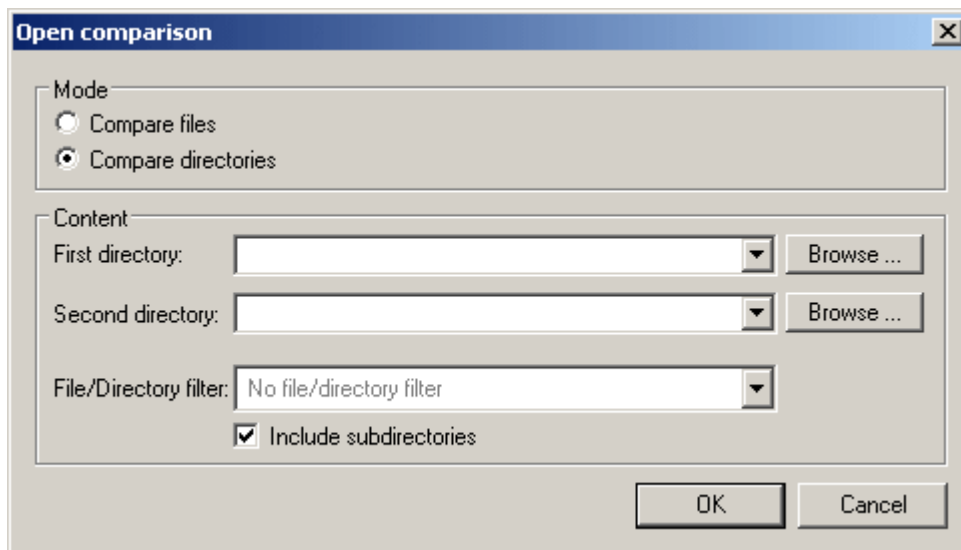 Open comparison
Mode
Compare files
Compare directories
Content
First directory:
Browse ...
Second directory:
Browse ...
File/Directory filter: No file/directory filter
Include subdirectories
OK Cancel